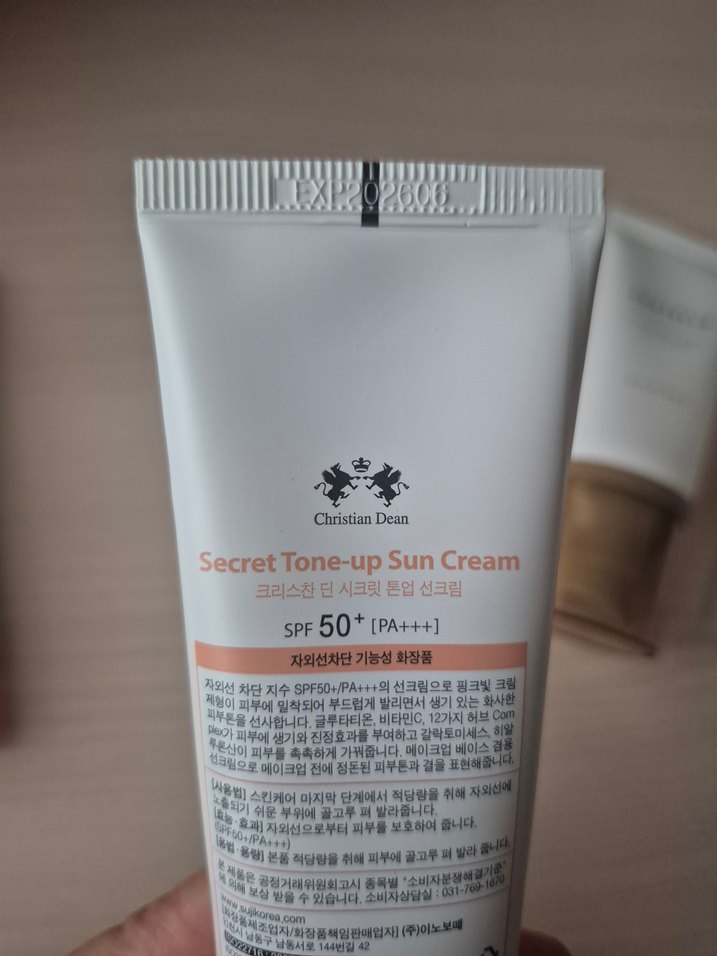 EXP202606
Christian Dean
Secret Tone-up Sun Cream
크리스찬 딘 시크릿 톤업 선크림
SPF 50+ [PA+++]
자외선차단 기능성 화장품
자외선 차단 지수 SPF50+/PA+++의 선크림으로 핑크빛 크림
제형이 피부에 밀착되어 부드럽게 발리면서 생기 있는 화사한
피부톤을 선사합니다. 글루타티온, 비타민C, 12가지 허브 Com
plex가 피부에 생기와 진정효과를 부여하고 갈락토미세스, 히알
루론산이 피부를 촉촉하게 가꿔줍니다. 메이크업 베이스 겸용
선크림으로 메이크업 전에 정돈된 피부톤과 결을 표현해줍니다.
[사용법] 스킨케어 마지막 단계에서 적당량을 취해 자외선에
노출되기 쉬운 부위에 골고루 펴 발라줍니다.
[효능·효과] 자외선으로부터 피부를 보호하여 줍니다.
(SPF50+/PA+++)
[용법·용량] 본품 적당량을 취해 피부에 골고루 펴 발라 줍니다.
본 제품은 공정거래위원회고시 종목별 "소비자분쟁해결기준"
에 의해 보상 받을 수 있습니다. 소비자상담실 : 031-769-1670
www.sujikorea.com
[화장품제조업자/화장품책임판매업자] (주)이노보떼
인천시 남동구 남동서로 144번길 42